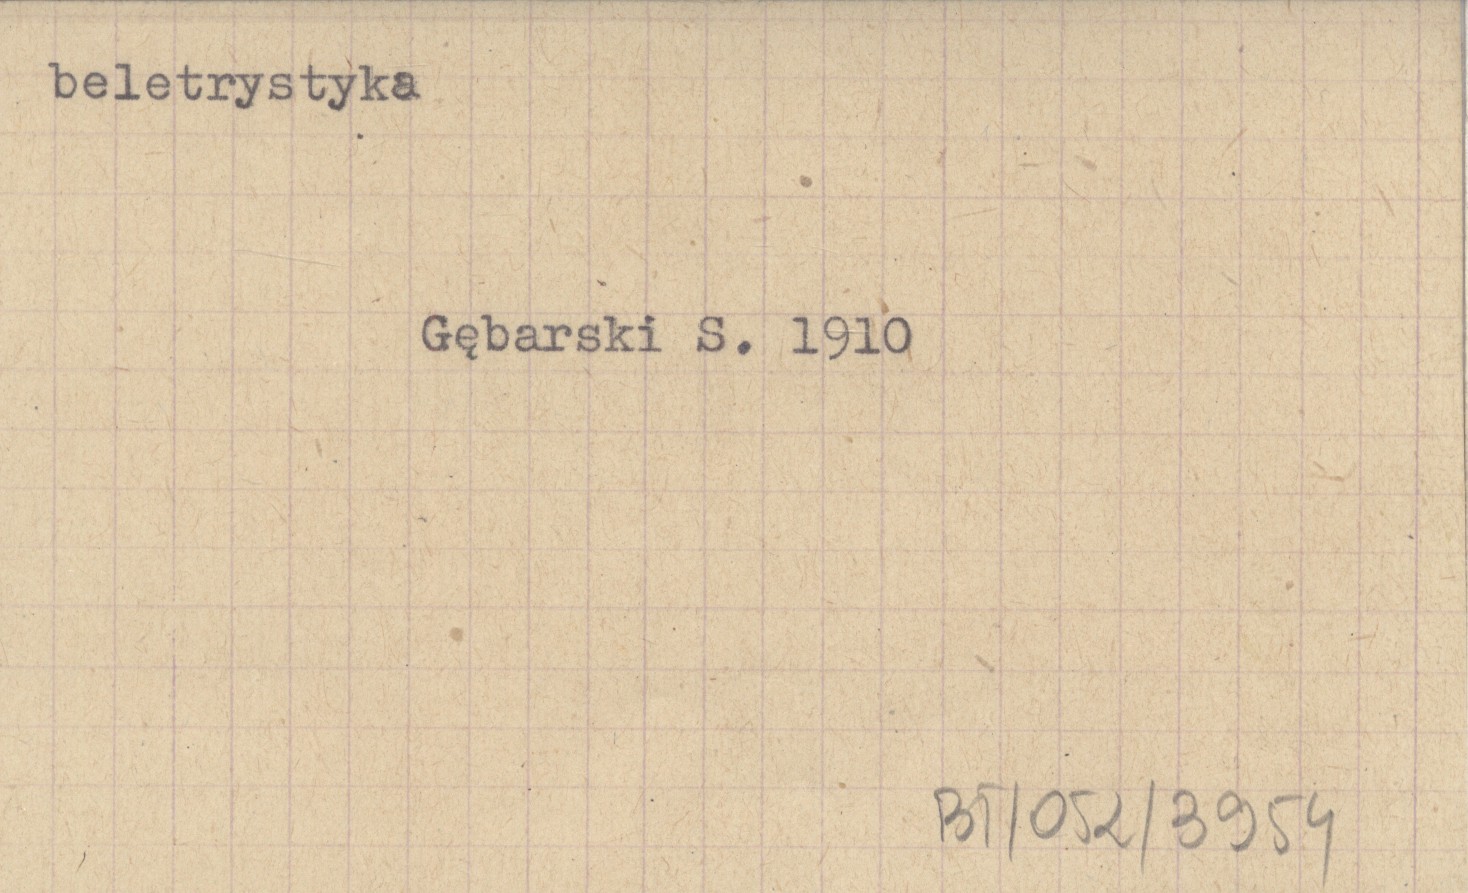 beletrystyka
Gębarski S. 1910
BT/052/3954